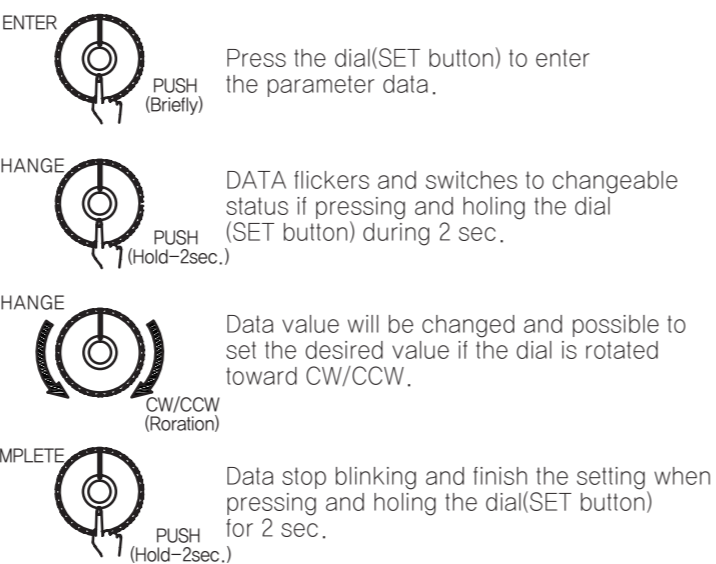 ENTER
PUSH
(Briefly)
Press the dial(SET button) to enter
the parameter data.
HANGE
PUSH
(Hold-2sec.)
DATA flickers and switches to changeable
status if pressing and holing the dial
(SET button) during 2 sec.
HANGE
CW/CCW
(Roration)
Data value will be changed and possible to
set the desired value if the dial is rotated
toward CW/CCW.
MPLETE
PUSH
(Hold-2sec.)
Data stop blinking and finish the setting when
pressing and holing the dial(SET button)
for 2 sec.